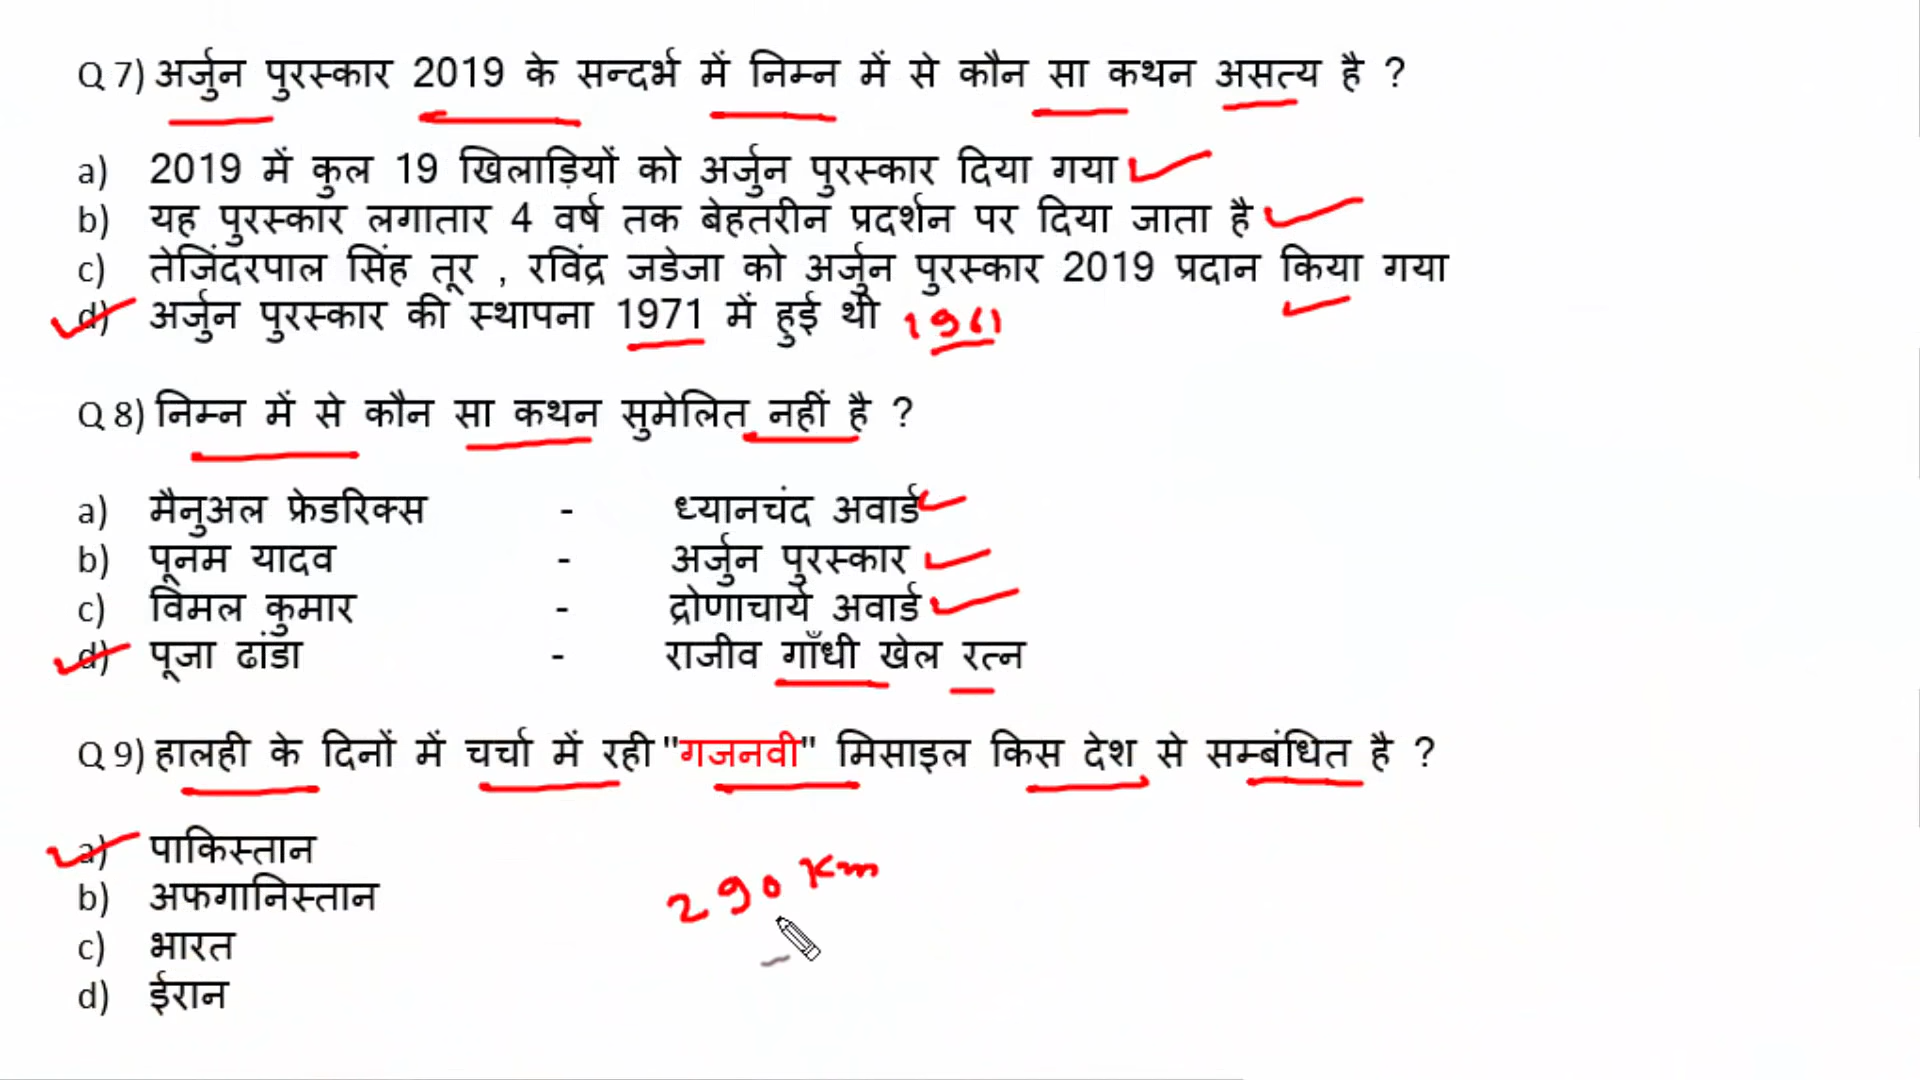 Q 7) अर्जुन पुरस्कार 2019 के सन्दर्भ में निम्न में से कौन सा कथन असत्य है ?
a) 2019 में कुल 19 खिलाड़ियों को अर्जुन पुरस्कार दिया गया
b) यह पुरस्कार लगातार 4 वर्ष तक बेहतरीन प्रदर्शन पर दिया जाता है
c) तेजिंदरपाल सिंह तूर , रविंद्र जडेजा को अर्जुन पुरस्कार 2019 प्रदान किया गया
d) अर्जुन पुरस्कार की स्थापना 1971 में हुई थी 1961
Q 8) निम्न में से कौन सा कथन सुमेलित नहीं है ?
a) मैनुअल फ्रेडरिक्स - ध्यानचंद अवार्ड
b) पूनम यादव - अर्जुन पुरस्कार
c) विमल कुमार - द्रोणाचार्य अवार्ड
d) पूजा ढांडा - राजीव गाँधी खेल रत्न
Q 9) हालही के दिनों में चर्चा में रही "गजनवी" मिसाइल किस देश से सम्बंधित है ?
a) पाकिस्तान
290 Km
b) अफगानिस्तान
c) भारत
d) ईरान